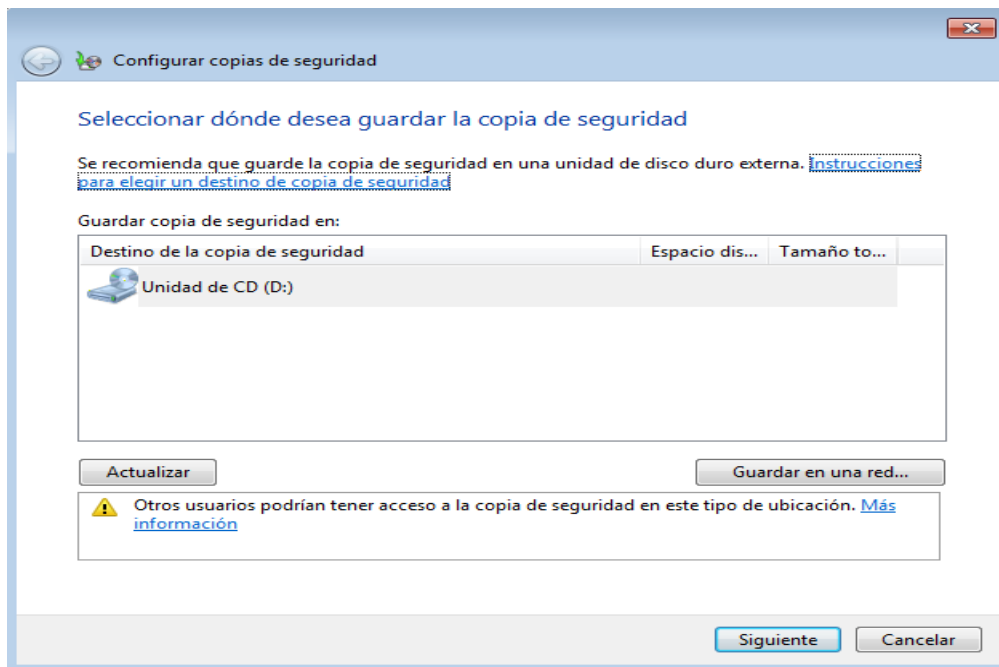 Configurar copias de seguridad
Seleccionar dónde desea guardar la copia de seguridad
Se recomienda que guarde la copia de seguridad en una unidad de disco duro externa. Instrucciones
para elegir un destino de copia de seguridad
Guardar copia de seguridad en:
Destino de la copia de seguridad Espacio dis... Tamaño to...
Unidad de CD (D:)
Actualizar Guardar en una red...
Otros usuarios podrían tener acceso a la copia de seguridad en este tipo de ubicación. Más
información
Siguiente Cancelar